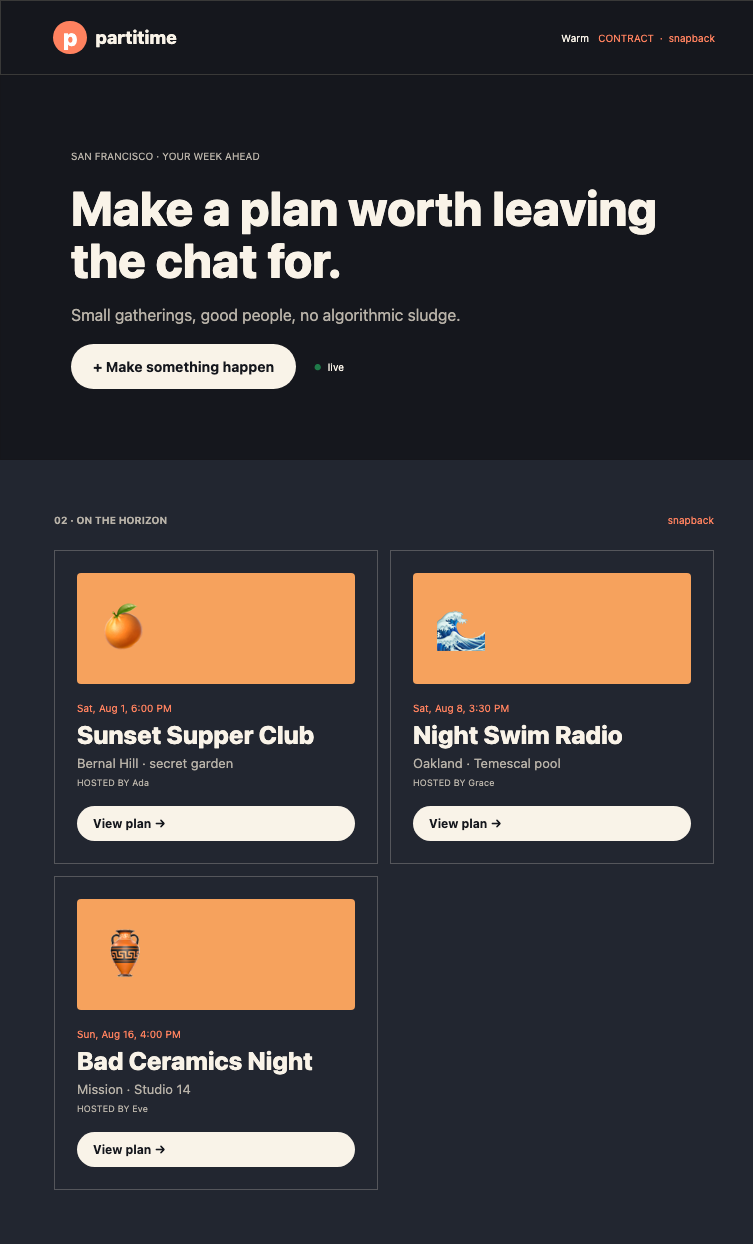 p partitime
Warm CONTRACT · snapback
SAN FRANCISCO · YOUR WEEK AHEAD
Make a plan worth leaving
the chat for.
Small gatherings, good people, no algorithmic sludge.
+ Make something happen
live
02 · ON THE HORIZON
snapback
Sat, Aug 1, 6:00 PM
Sunset Supper Club
Bernal Hill · secret garden
HOSTED BY Ada
View plan →
Sat, Aug 8, 3:30 PM
Night Swim Radio
Oakland · Temescal pool
HOSTED BY Grace
View plan →
Sun, Aug 16, 4:00 PM
Bad Ceramics Night
Mission · Studio 14
HOSTED BY Eve
View plan →